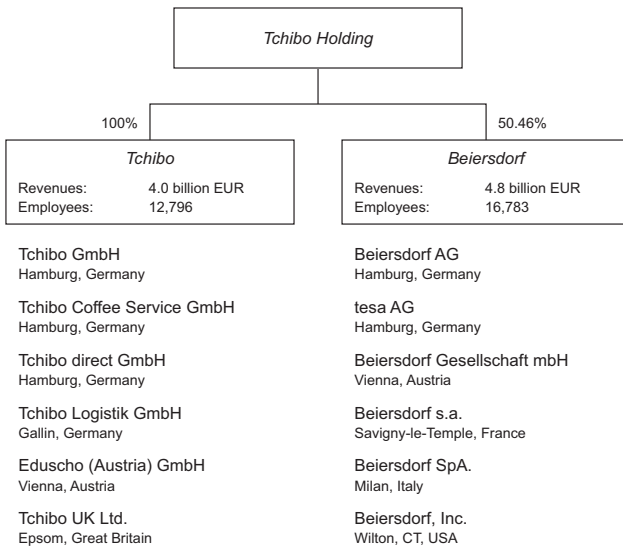 Tchibo Holding
100%
50.46%
Tchibo
Revenues: 4.0 billion EUR
Employees: 12,796
Beiersdorf
Revenues: 4.8 billion EUR
Employees: 16,783
Tchibo GmbH
Hamburg, Germany
Tchibo Coffee Service GmbH
Hamburg, Germany
Tchibo direct GmbH
Hamburg, Germany
Tchibo Logistik GmbH
Gallin, Germany
Eduscho (Austria) GmbH
Vienna, Austria
Tchibo UK Ltd.
Epsom, Great Britain
Beiersdorf AG
Hamburg, Germany
tesa AG
Hamburg, Germany
Beiersdorf Gesellschaft mbH
Vienna, Austria
Beiersdorf s.a.
Savigny-le-Temple, France
Beiersdorf SpA.
Milan, Italy
Beiersdorf, Inc.
Wilton, CT, USA